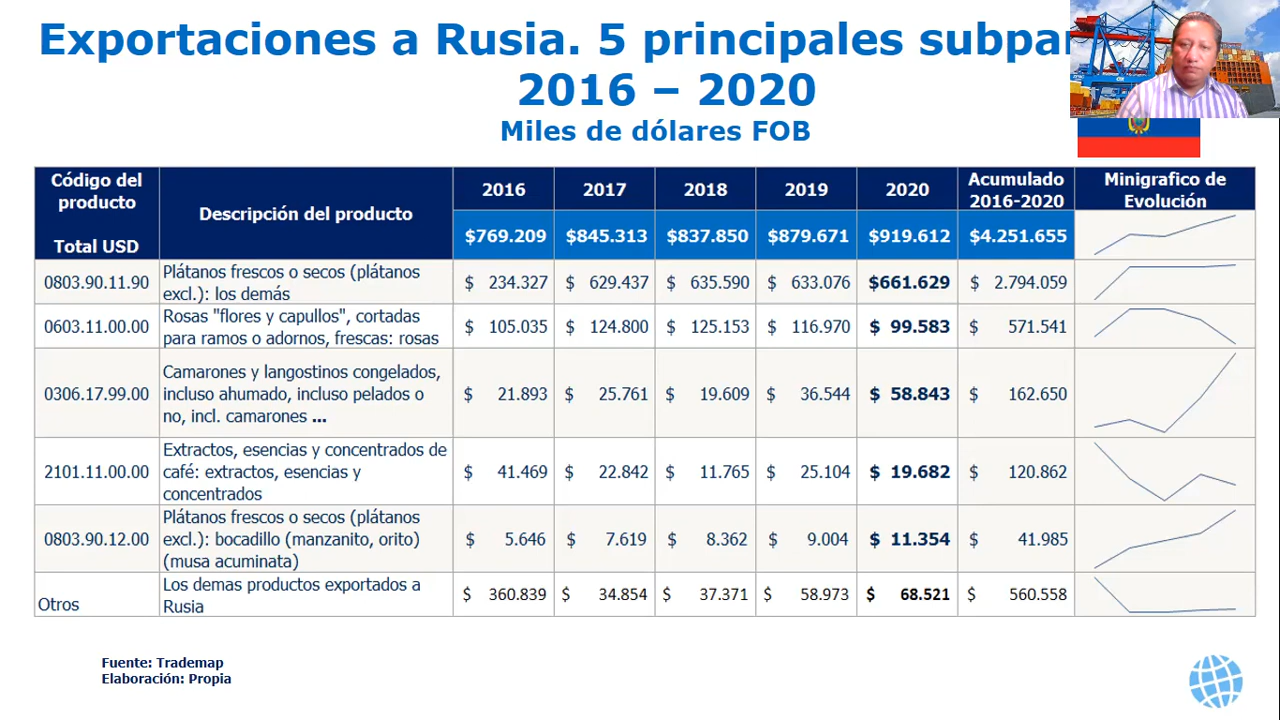 Exportaciones a Rusia. 5 principales
2016 – 2020
Miles de dólares FOB
Código del producto
Total USD
Descripción del producto
2016
2017
2018
2019
2020
Acumulado 2016-2020
Minigrafico de Evolución
$769.209 $845.313 $837.850 $879.671 $919.612 $4.251.655
0803.90.11.90
Plátanos frescos o secos (plátanos
excl.): los demás
$ 234.327 $ 629.437 $ 635.590 $ 633.076 $661.629 $ 2.794.059
0603.11.00.00
Rosas "flores y capullos", cortadas
para ramos o adornos, frescas: rosas
$ 105.035 $ 124.800 $ 125.153 $ 116.970 $ 99.583 $ 571.541
0306.17.99.00
Camarones y langostinos congelados,
incluso ahumado, incluso pelados o
no, incl. camarones ...
$ 21.893 $ 25.761 $ 19.609 $ 36.544 $ 58.843 $ 162.650
2101.11.00.00
Extractos, esencias y concentrados de
café: extractos, esencias y
concentrados
$ 41.469 $ 22.842 $ 11.765 $ 25.104 $ 19.682 $ 120.862
0803.90.12.00
Plátanos frescos o secos (plátanos
excl.): bocadillo (manzanito, orito)
(musa acuminata)
$ 5.646 $ 7.619 $ 8.362 $ 9.004 $ 11.354 $ 41.985
Otros
Los demas productos exportados a
Rusia
$ 360.839 $ 34.854 $ 37.371 $ 58.973 $ 68.521 $ 560.558
Fuente: Trademap
Elaboración: Propia